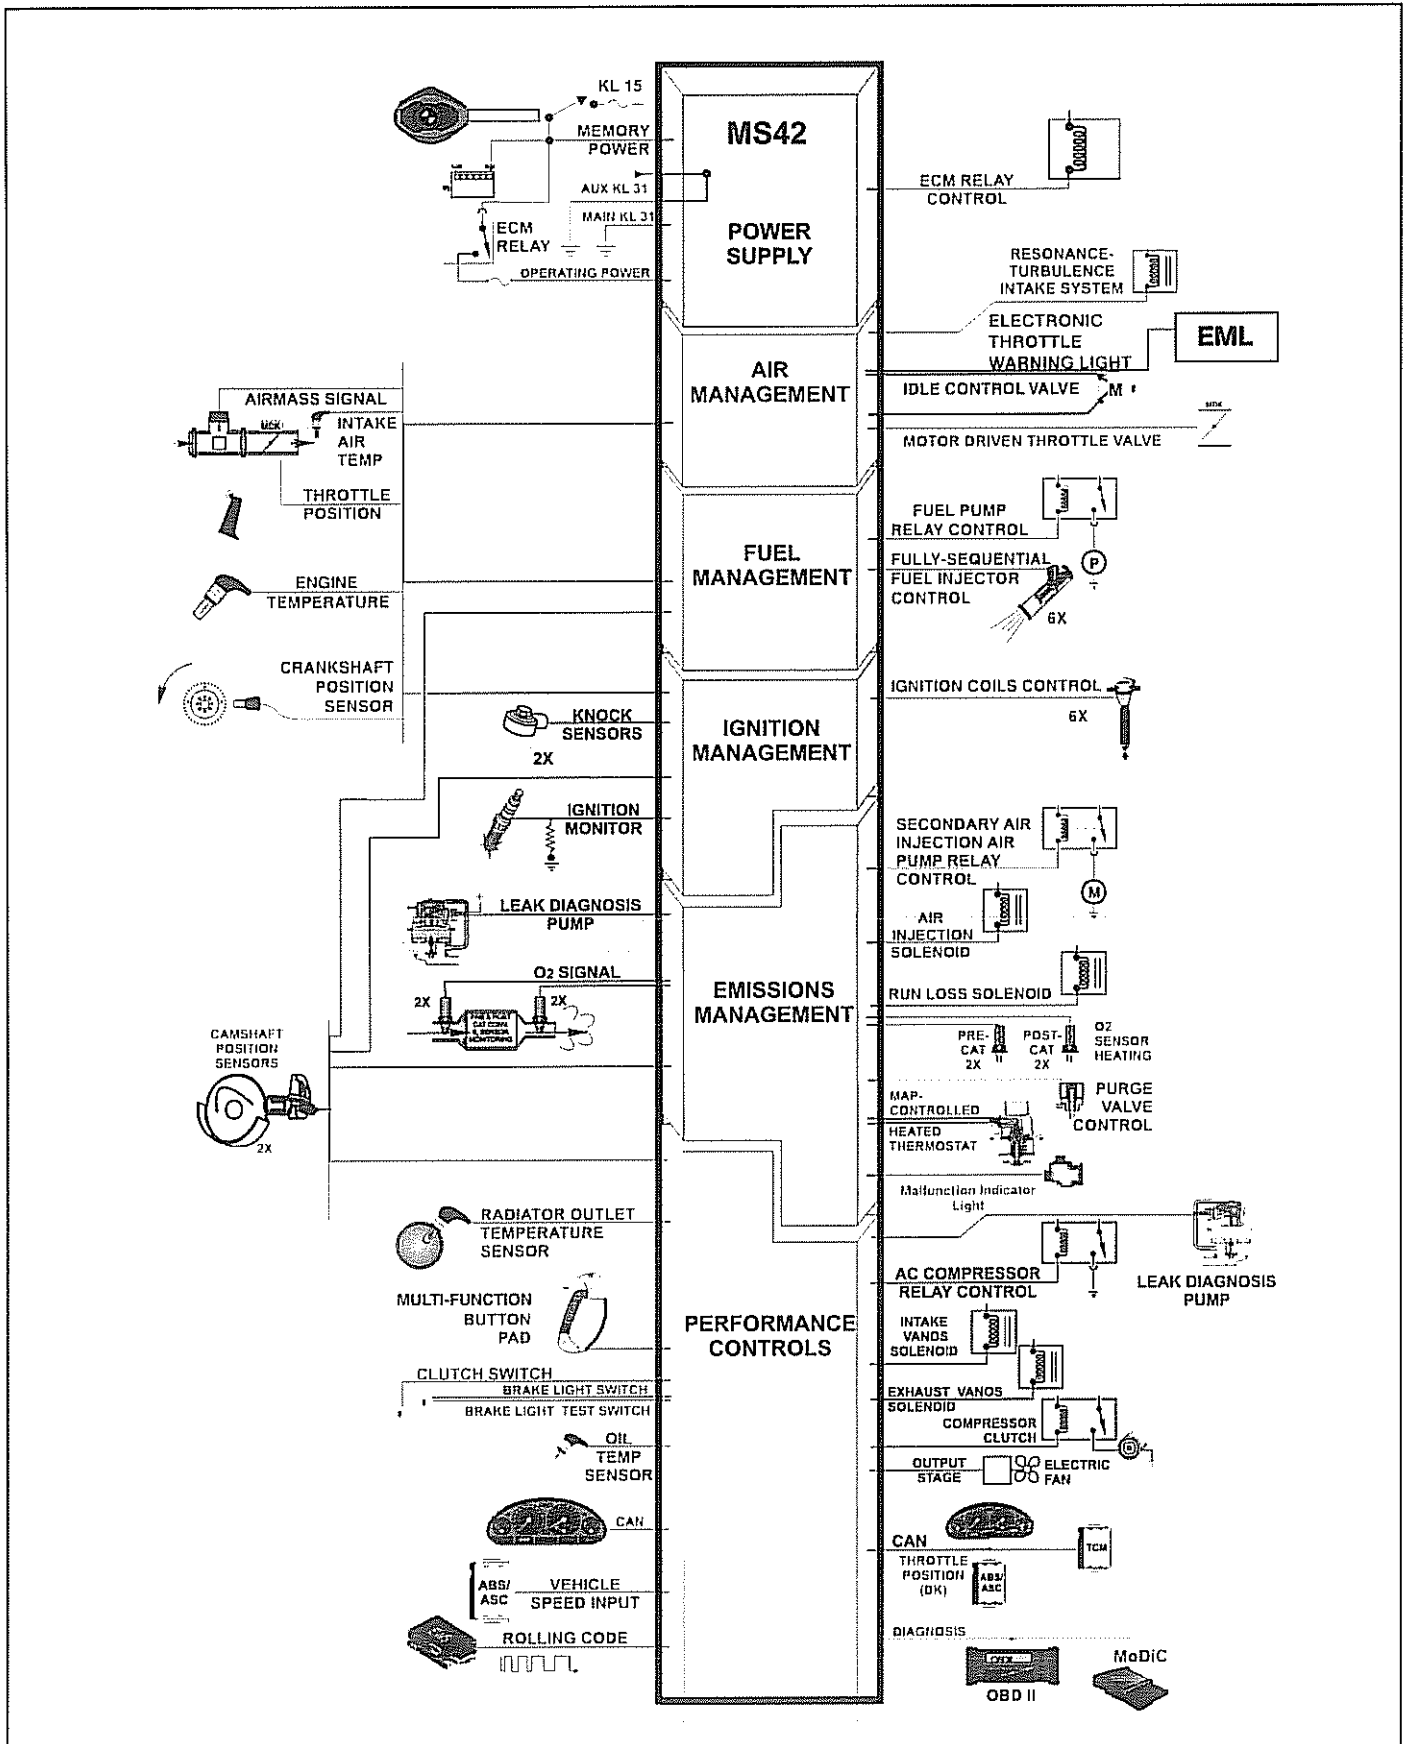 KL 15
MEMORY
POWER
AUX KL 31
MAIN KL 31
ECM
RELAY
OPERATING POWER
AIRMASS SIGNAL
INTAKE
AIR
TEMP
THROTTLE
POSITION
ENGINE
TEMPERATURE
CRANKSHAFT
POSITION
SENSOR
KNOCK
SENSORS
2X
IGNITION
MONITOR
LEAK DIAGNOSIS
PUMP
O2 SIGNAL
2X
2X
PRE & POST
CAT CONV.
& SENSOR
MONITORING
CAMSHAFT
POSITION
SENSORS
2X
RADIATOR OUTLET
TEMPERATURE
SENSOR
MULTI-FUNCTION
BUTTON
PAD
CLUTCH SWITCH
BRAKE LIGHT SWITCH
BRAKE LIGHT TEST SWITCH
OIL
TEMP
SENSOR
CAN
ABS/
ASC
VEHICLE
SPEED INPUT
ROLLING CODE
MS42
POWER
SUPPLY
AIR
MANAGEMENT
FUEL
MANAGEMENT
IGNITION
MANAGEMENT
EMISSIONS
MANAGEMENT
PERFORMANCE
CONTROLS
ECM RELAY
CONTROL
RESONANCE-
TURBULENCE
INTAKE SYSTEM
ELECTRONIC
THROTTLE
WARNING LIGHT
EML
IDLE CONTROL VALVE
M
MOTOR DRIVEN THROTTLE VALVE
FUEL PUMP
RELAY CONTROL
P
FULLY-SEQUENTIAL
FUEL INJECTOR
CONTROL
6X
IGNITION COILS CONTROL
6X
SECONDARY AIR
INJECTION AIR
PUMP RELAY
CONTROL
M
AIR
INJECTION
SOLENOID
RUN LOSS SOLENOID
PRE-
CAT
2X
POST-
CAT
2X
O2
SENSOR
HEATING
PURGE
VALVE
CONTROL
MAP-
CONTROLLED
HEATED
THERMOSTAT
Malfunction Indicator
Light
LEAK DIAGNOSIS
PUMP
AC COMPRESSOR
RELAY CONTROL
INTAKE
VANOS
SOLENOID
EXHAUST VANOS
SOLENOID
COMPRESSOR
CLUTCH
OUTPUT
STAGE
ELECTRIC
FAN
CAN
TCM
THROTTLE
POSITION
(DK)
ABS/
ASC
DIAGNOSIS
OBD II
MoDiC